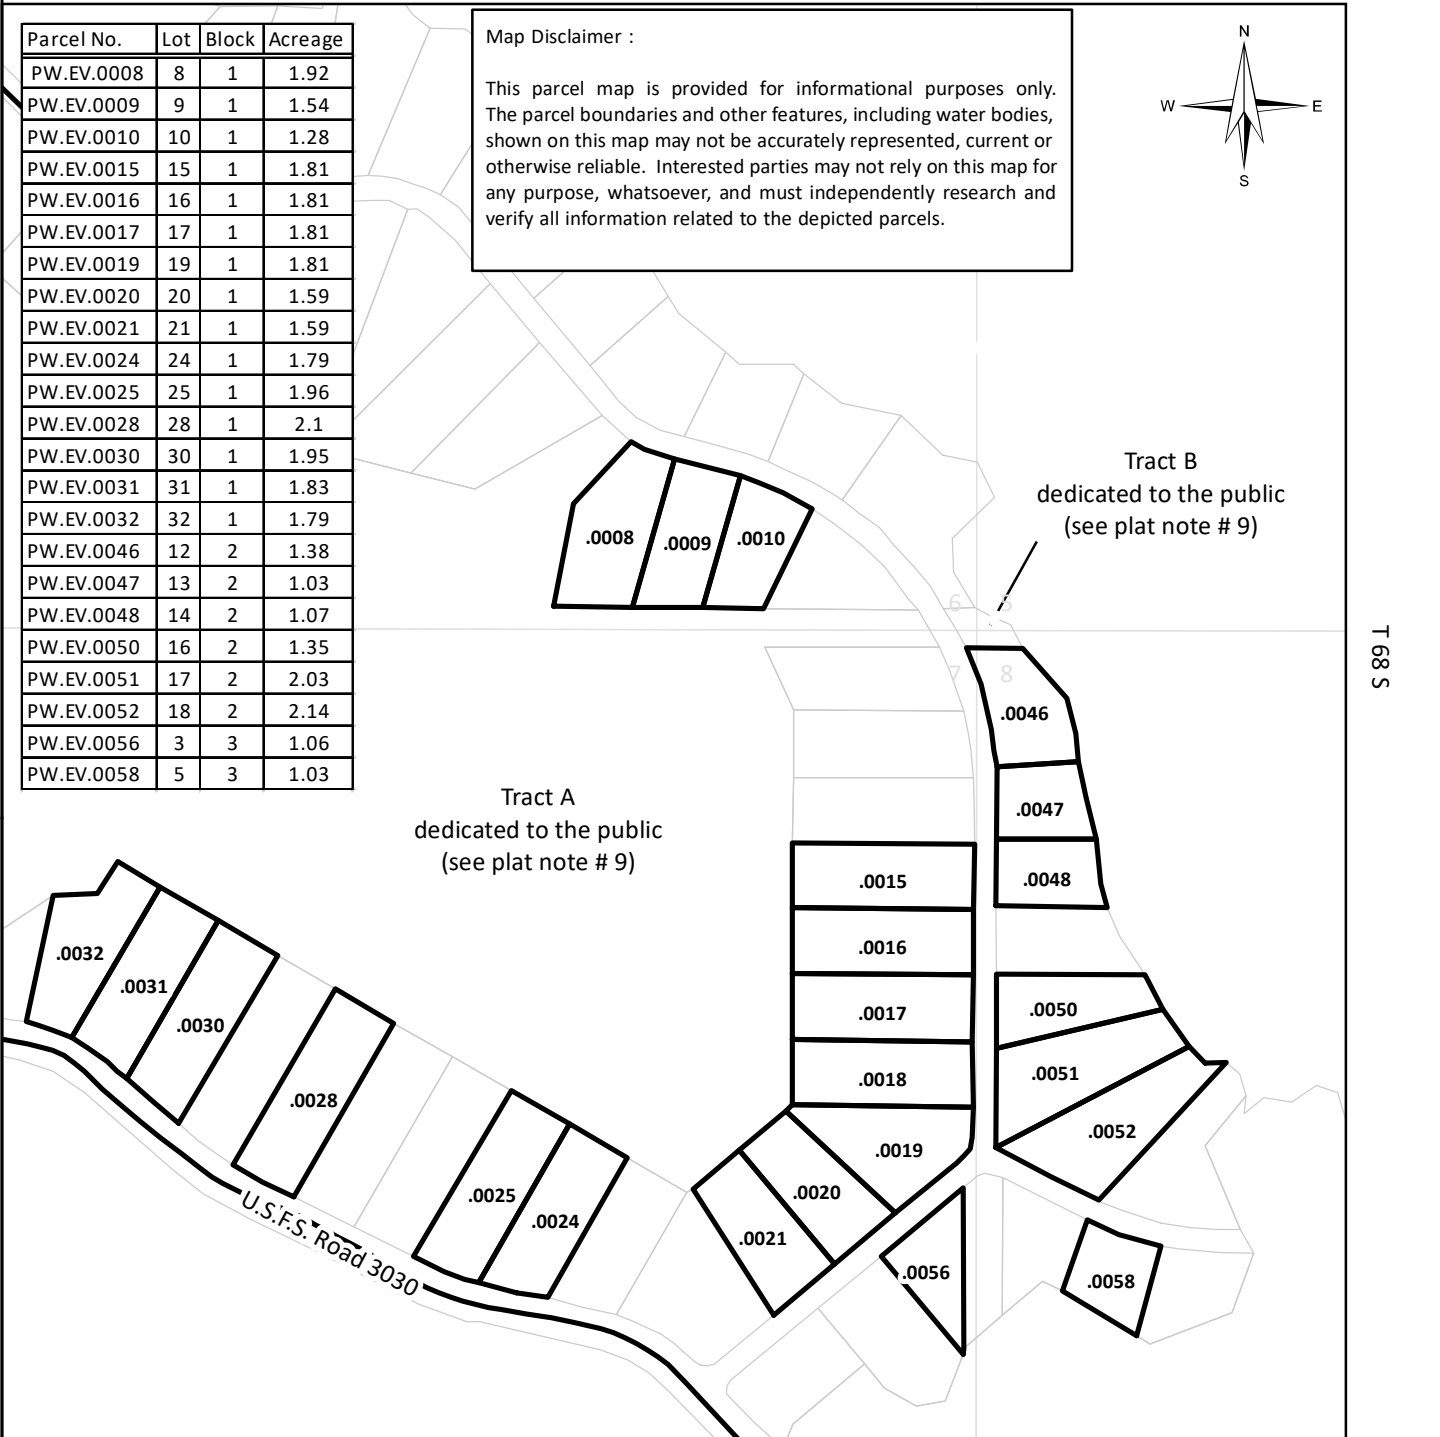 Parcel No. Lot Block Acreage
PW.EV.0008 8 1 1.92
PW.EV.0009 9 1 1.54
PW.EV.0010 10 1 1.28
PW.EV.0015 15 1 1.81
PW.EV.0016 16 1 1.81
PW.EV.0017 17 1 1.81
PW.EV.0019 19 1 1.81
PW.EV.0020 20 1 1.59
PW.EV.0021 21 1 1.59
PW.EV.0024 24 1 1.79
PW.EV.0025 25 1 1.96
PW.EV.0028 28 1 2.1
PW.EV.0030 30 1 1.95
PW.EV.0031 31 1 1.83
PW.EV.0032 32 1 1.79
PW.EV.0046 12 2 1.38
PW.EV.0047 13 2 1.03
PW.EV.0048 14 2 1.07
PW.EV.0050 16 2 1.35
PW.EV.0051 17 2 2.03
PW.EV.0052 18 2 2.14
PW.EV.0056 3 3 1.06
PW.EV.0058 5 3 1.03
Map Disclaimer :
This parcel map is provided for informational purposes only.
The parcel boundaries and other features, including water bodies,
shown on this map may not be accurately represented, current or
otherwise reliable. Interested parties may not rely on this map for
any purpose, whatsoever, and must independently research and
verify all information related to the depicted parcels.
N
W E
S
Tract B
dedicated to the public
(see plat note # 9)
.0008
.0009
.0010
6 5
7 8
T 68 S
.0046
.0047
.0048
Tract A
dedicated to the public
(see plat note # 9)
.0015
.0016
.0017
.0018
.0019
.0020
.0021
.0050
.0051
.0052
.0056
.0058
.0032
.0031
.0030
.0028
.0025
.0024
U.S.F.S. Road 3030